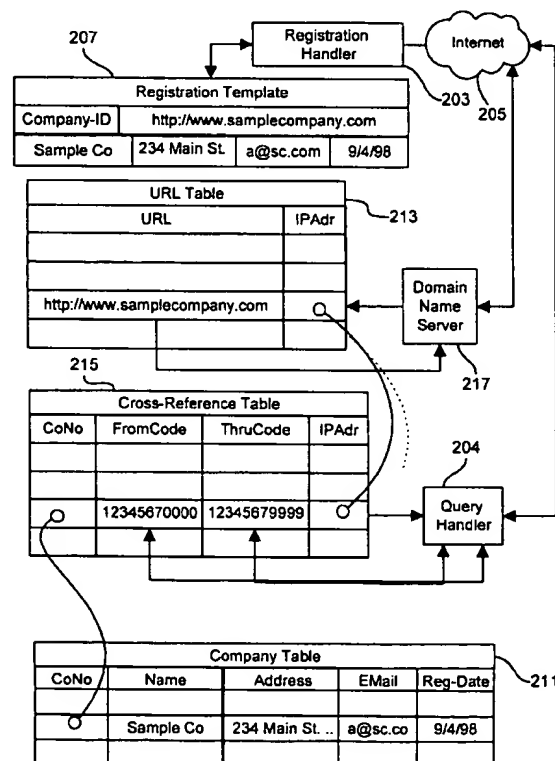 207
Registration
Handler
Internet
203
205
Registration Template
Company-ID http://www.samplecompany.com
Sample Co 234 Main St. a@sc.com 9/4/98
URL Table
URL IPAdr
213
http://www.samplecompany.com
Domain
Name
Server
217
215
Cross-Reference Table
CoNo FromCode ThruCode IPAdr
204
12345670000 12345679999
Query
Handler
Company Table
211
CoNo Name Address EMail Reg-Date
Sample Co 234 Main St. .. a@sc.co 9/4/98